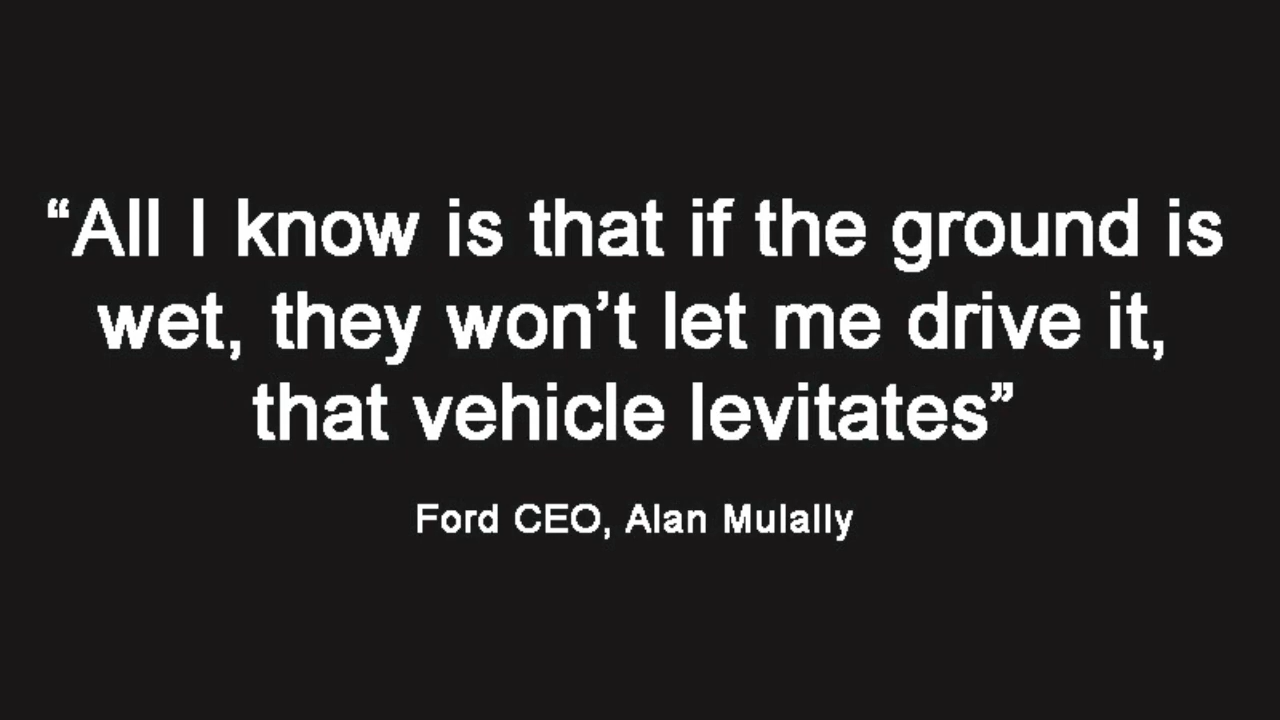 “All I know is that if the ground is
wet, they won’t let me drive it,
that vehicle levitates”
Ford CEO, Alan Mulally